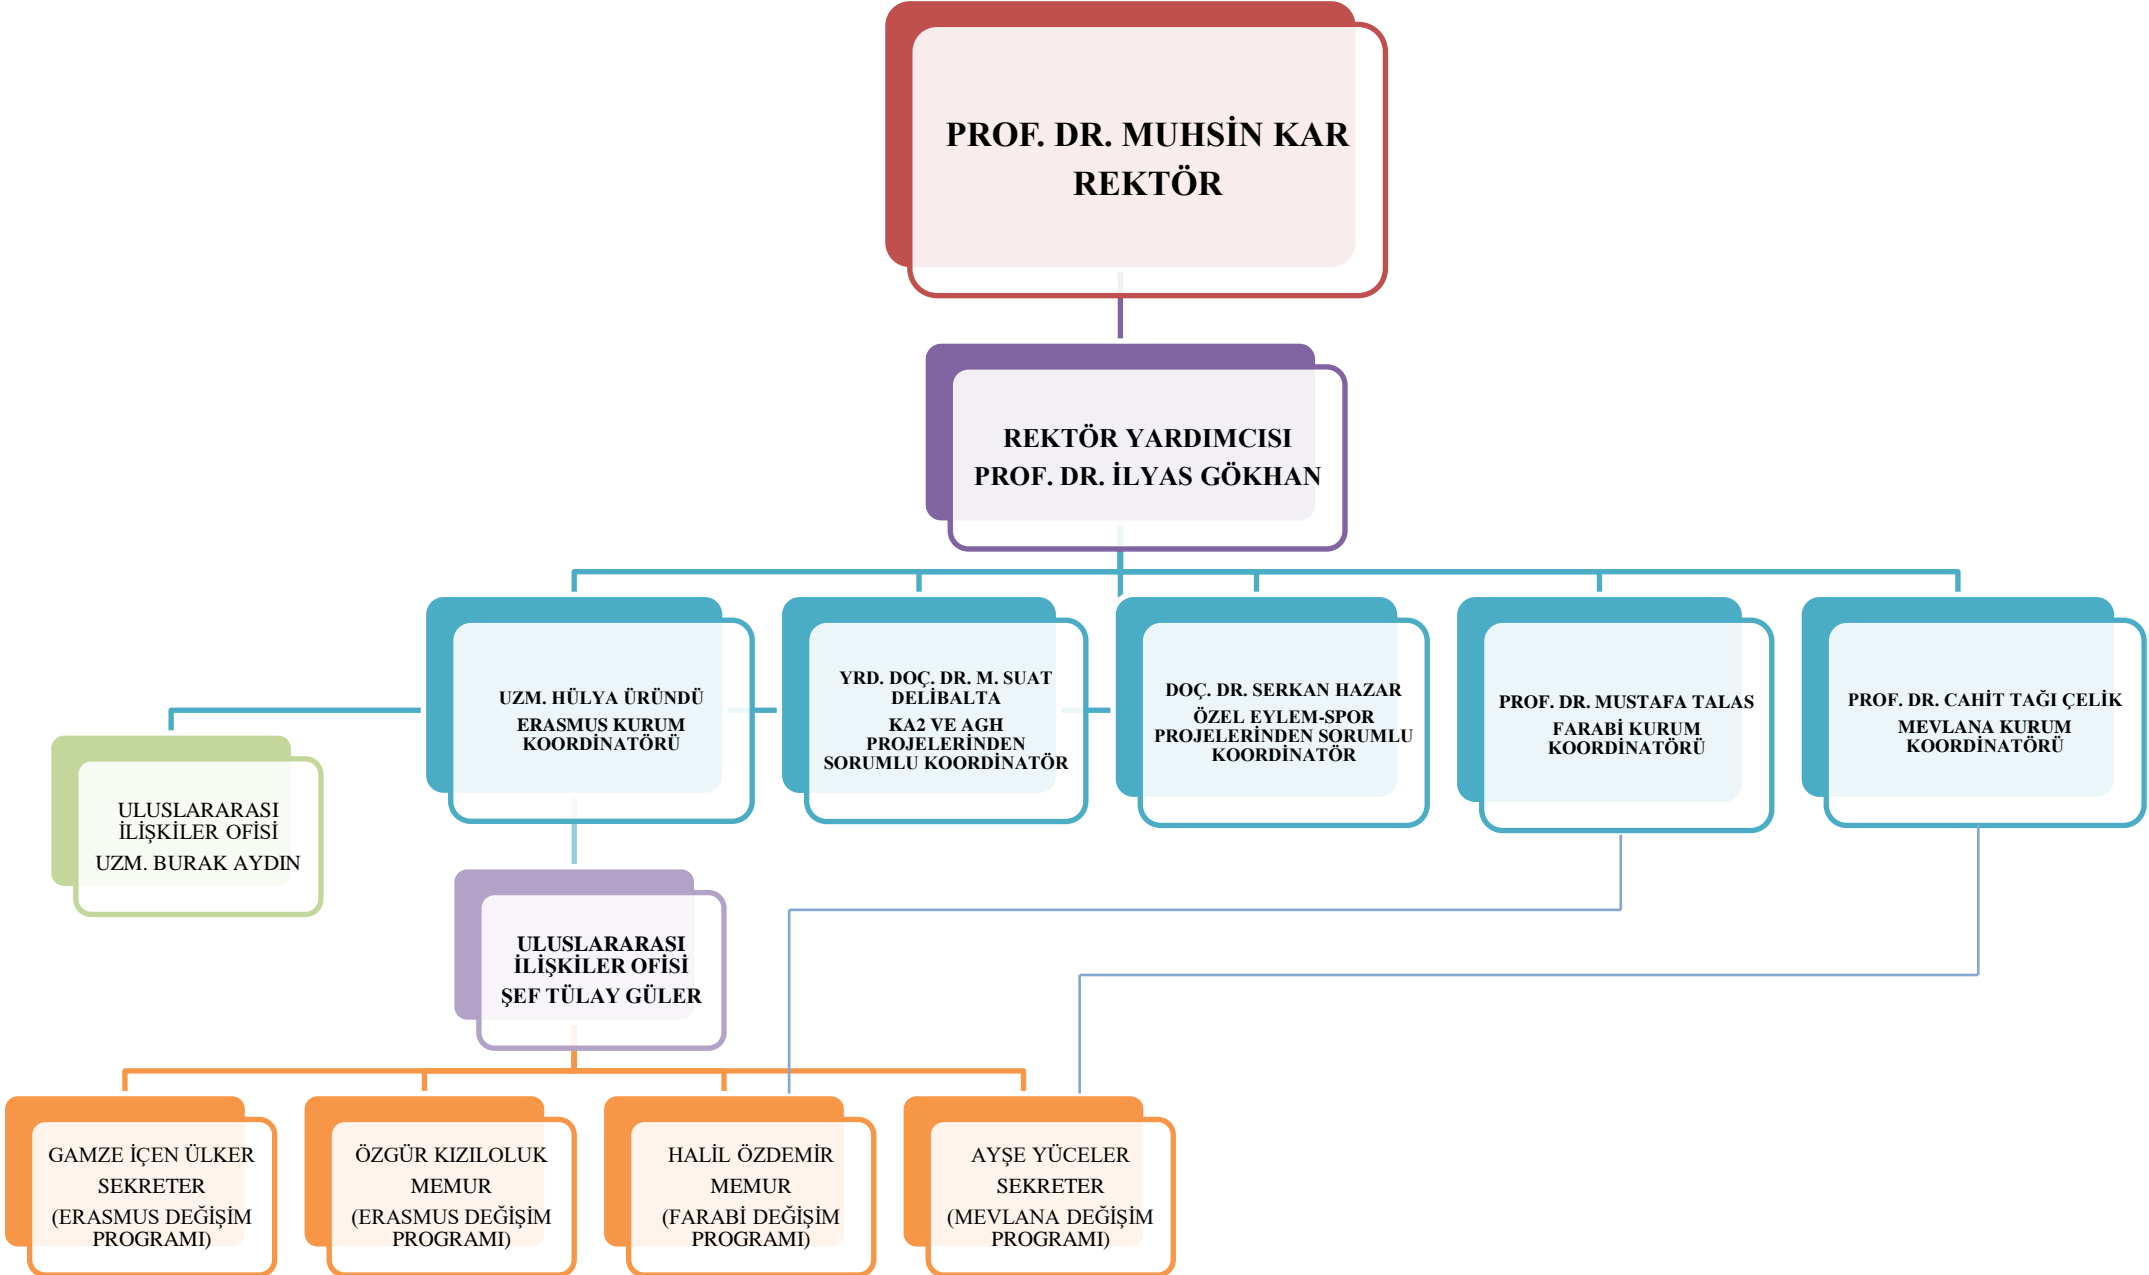 PROF. DR. MUHSİN KAR
REKTÖR
REKTÖR YARDIMCISI
PROF. DR. İLYAS GÖKHAN
UZM. HÜLYA ÜRÜNDÜ
ERASMUS KURUM
KOORDİNATÖRÜ
YRD. DOÇ. DR. M. SUAT
DELİBALTA
KA2 VE AGH
PROJELERİNDEN
SORUMLU KOORDİNATÖR
DOÇ. DR. SERKAN HAZAR
ÖZEL EYLEM-SPOR
PROJELERİNDEN SORUMLU
KOORDİNATÖR
PROF. DR. MUSTAFA TALAS
FARABİ KURUM
KOORDİNATÖRÜ
PROF. DR. CAHİT TAĞI ÇELİK
MEVLANA KURUM
KOORDİNATÖRÜ
ULUSLARARASI
İLİŞKİLER OFİSİ
UZM. BURAK AYDIN
ULUSLARARASI
İLİŞKİLER OFİSİ
ŞEF TÜLAY GÜLER
GAMZE İÇEN ÜLKER
SEKRETER
(ERASMUS DEĞİŞİM
PROGRAMI)
ÖZGÜR KIZILOLUK
MEMUR
(ERASMUS DEĞİŞİM
PROGRAMI)
HALİL ÖZDEMİR
MEMUR
(FARABİ DEĞİŞİM
PROGRAMI)
AYŞE YÜCELER
SEKRETER
(MEVLANA DEĞİŞİM
PROGRAMI)